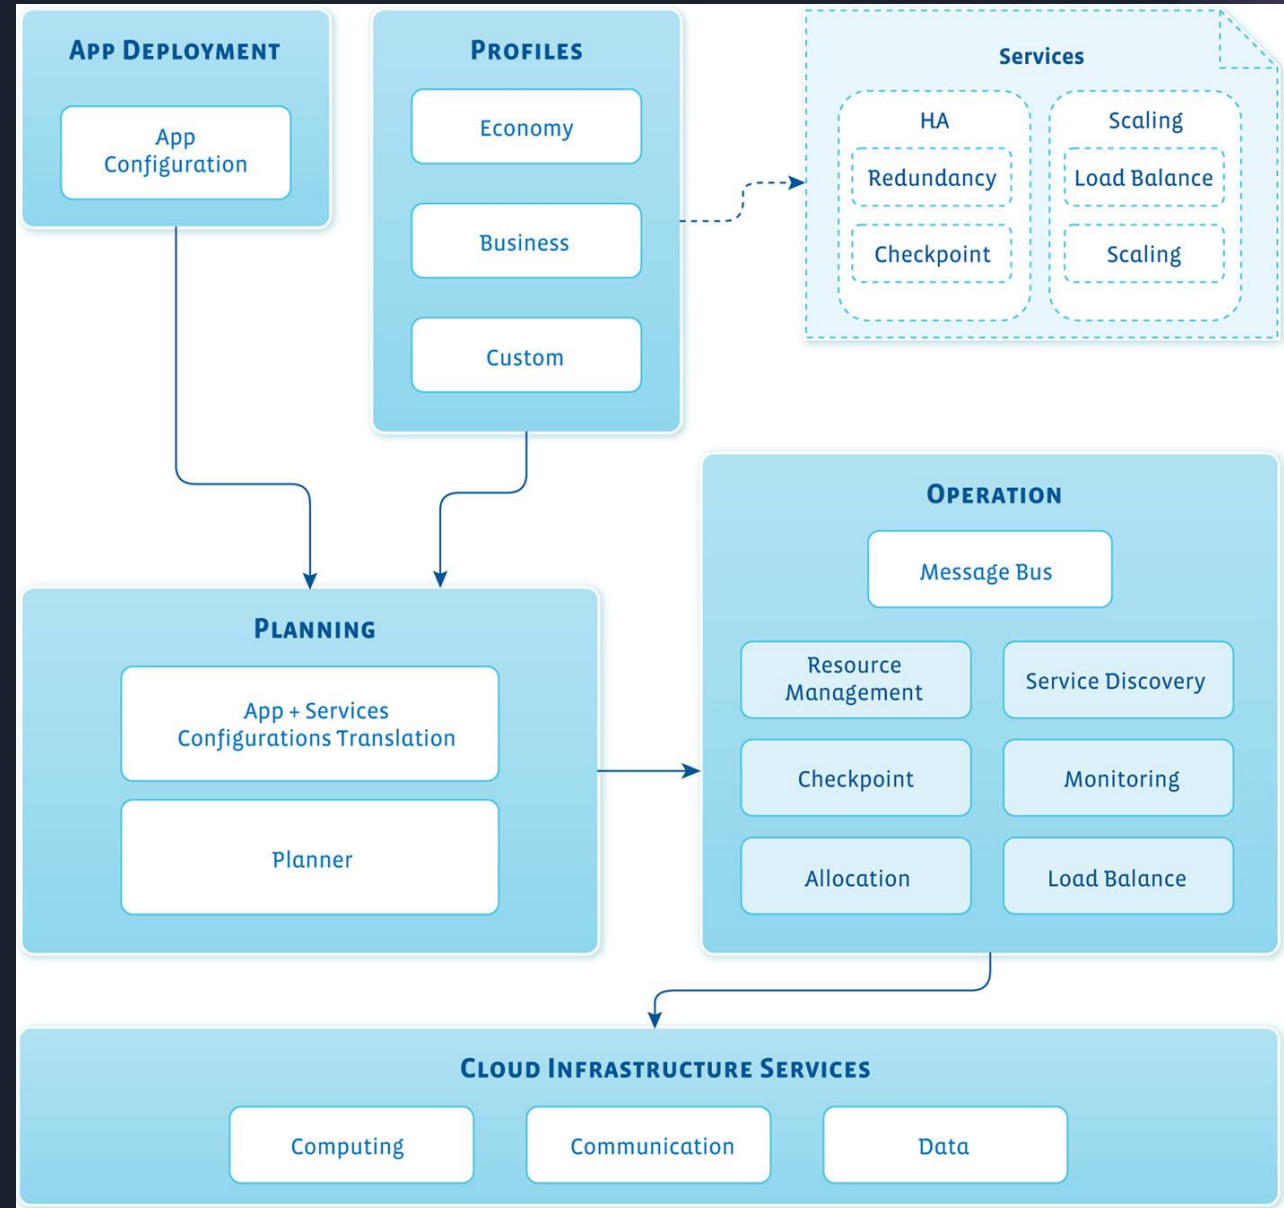 APP DEPLOYMENT
App
Configuration
PROFILES
Economy
Business
Custom
Services
HA
Redundancy
Checkpoint
Scaling
Load Balance
Scaling
PLANNING
App + Services
Configurations Translation
Planner
OPERATION
Message Bus
Resource
Management
Service Discovery
Checkpoint
Monitoring
Allocation
Load Balance
CLOUD INFRASTRUCTURE SERVICES
Computing
Communication
Data